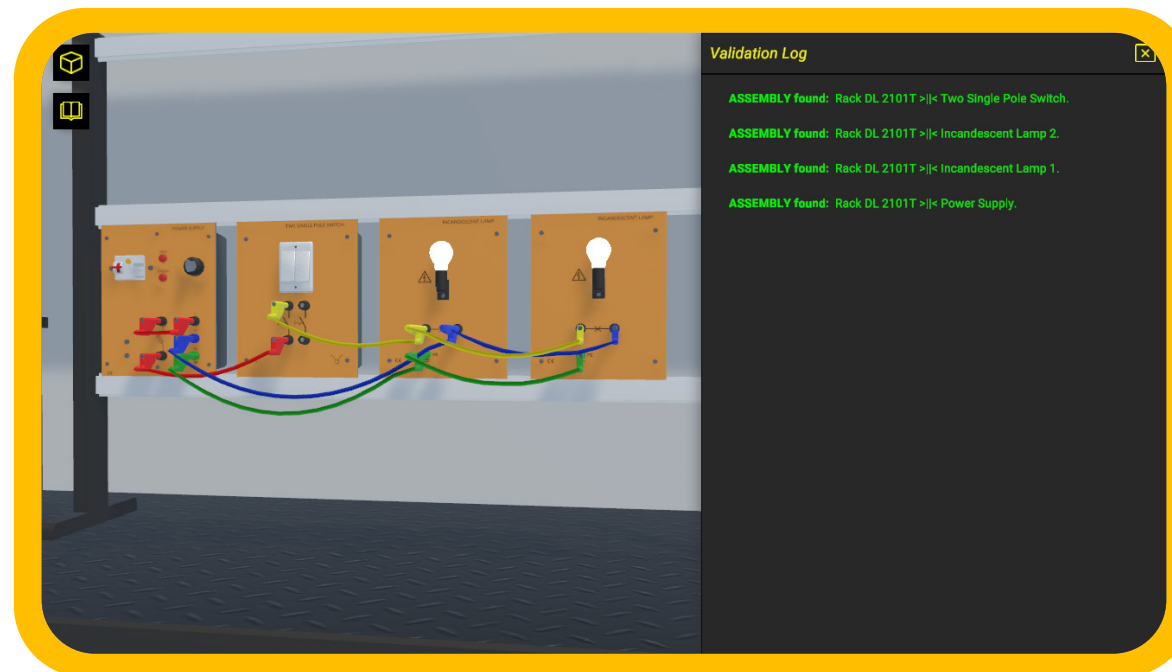 Validation Log
ASSEMBLY found: Rack DL 2101T >||< Two Single Pole Switch.
ASSEMBLY found: Rack DL 2101T >||< Incandescent Lamp 2.
ASSEMBLY found: Rack DL 2101T >||< Incandescent Lamp 1.
ASSEMBLY found: Rack DL 2101T >||< Power Supply.
POWER SUPPLY
TWO SINGLE POLE SWITCH
INCANDESCENT LAMP
INCANDESCENT LAMP